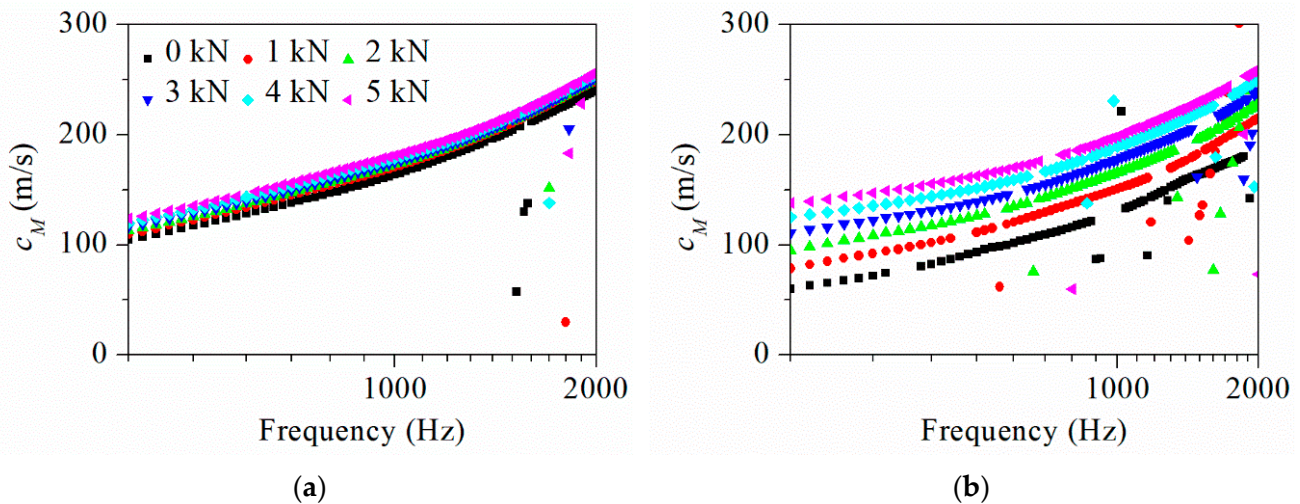 300
200
100
0
c_M (m/s)
0 kN 1 kN 2 kN
3 kN 4 kN 5 kN
1000 2000
Frequency (Hz)
(a)
300
200
100
0
c_M (m/s)
1000 2000
Frequency (Hz)
(b)